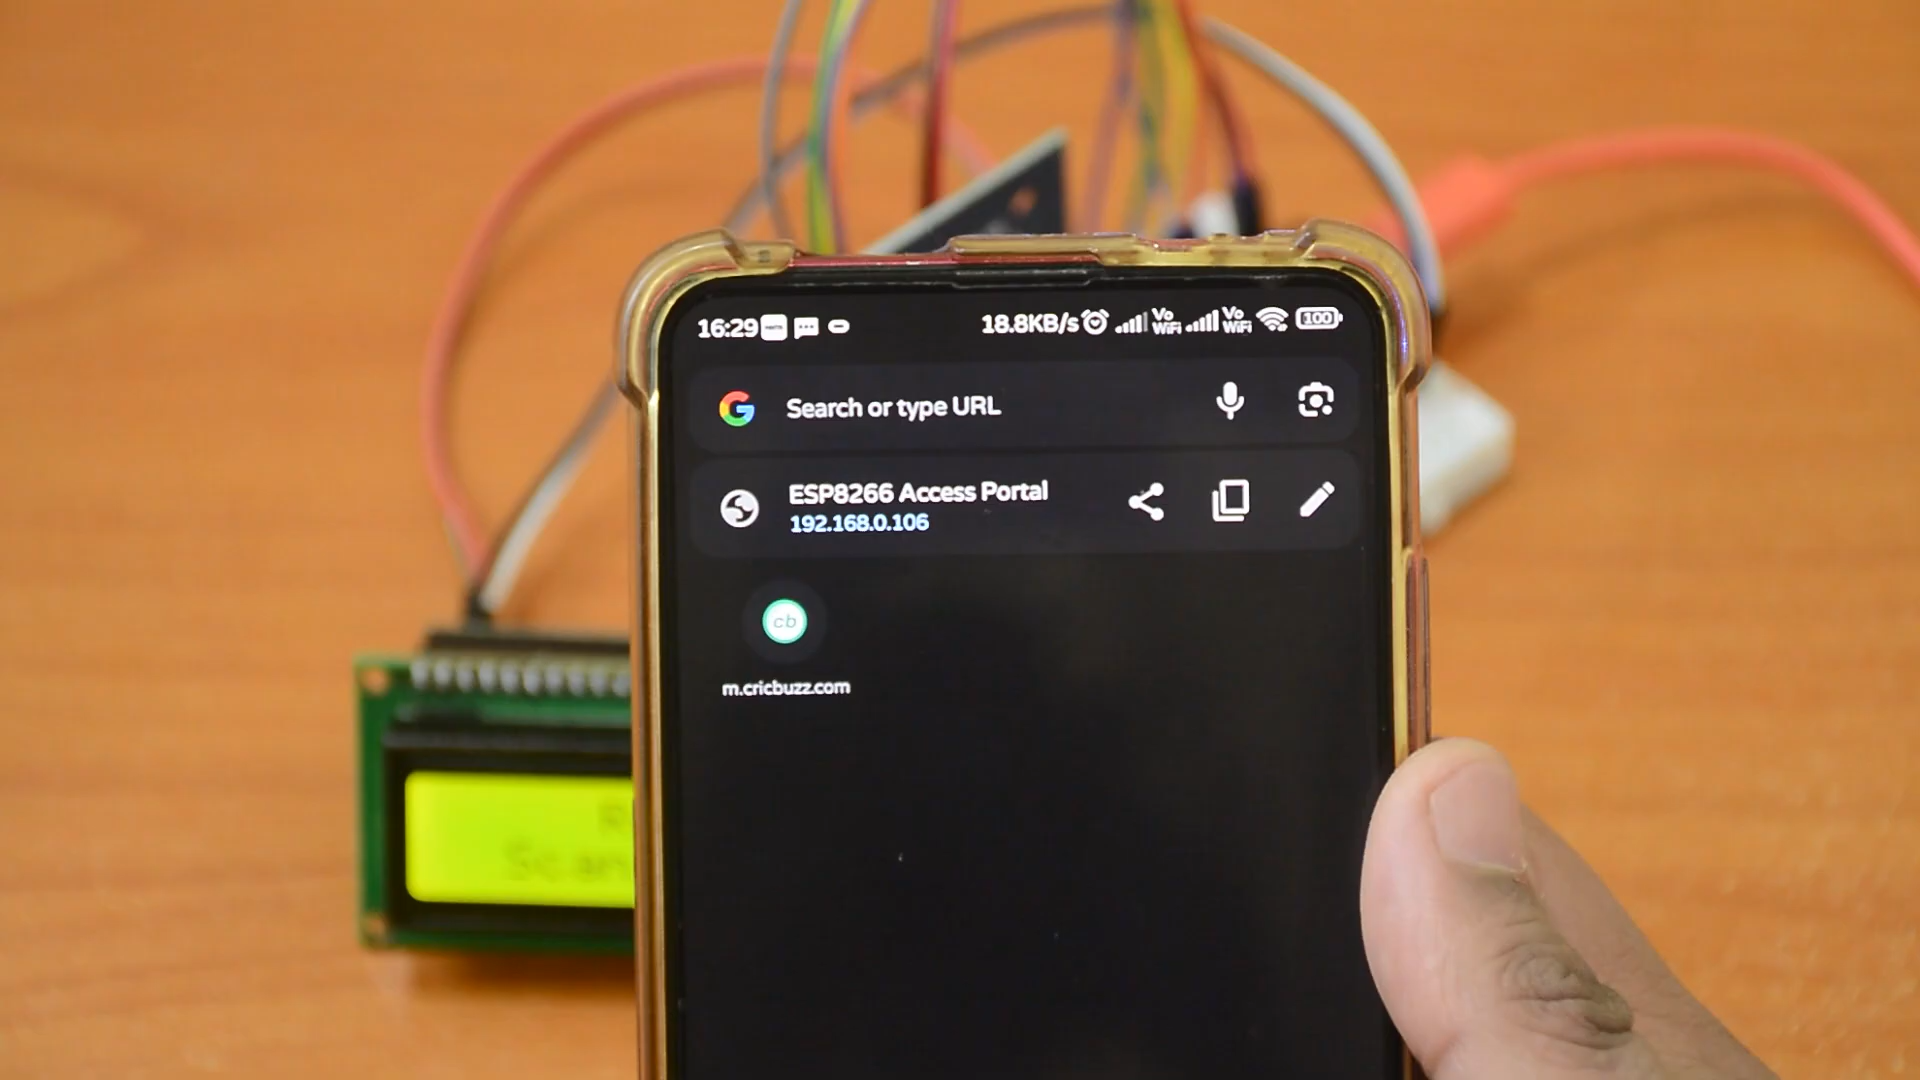 16:29
18.8KB/s Vo WiFi Vo WiFi 100
Search or type URL
ESP8266 Access Portal
192.168.0.106
cb
m.cricbuzz.com
R
Scan